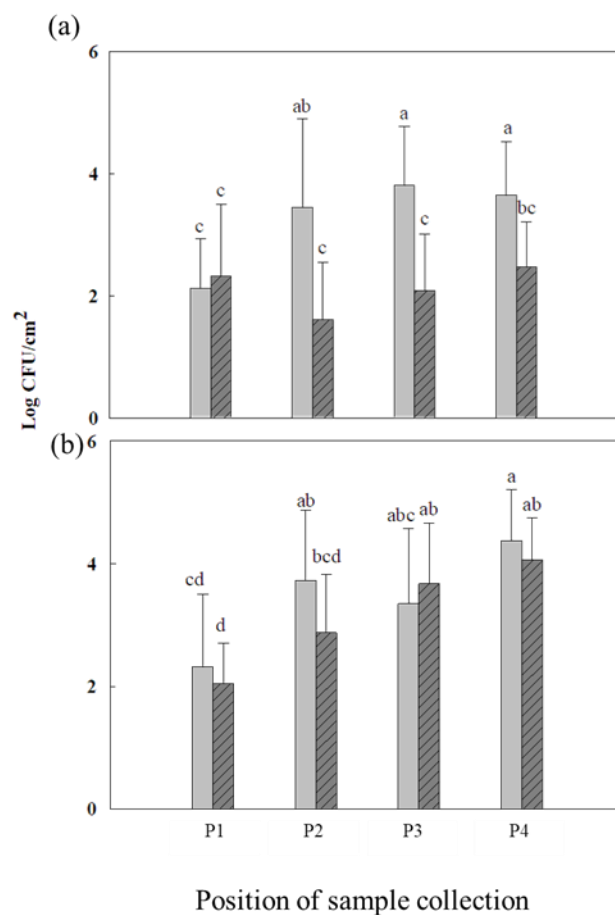 (a)
6
ab
a
a
4
c
c
bc
c
c
2
0
Log CFU/cm²
(b)
6
ab
abc
ab
a
ab
4
cd
bcd
d
2
0
P1 P2 P3 P4
Position of sample collection